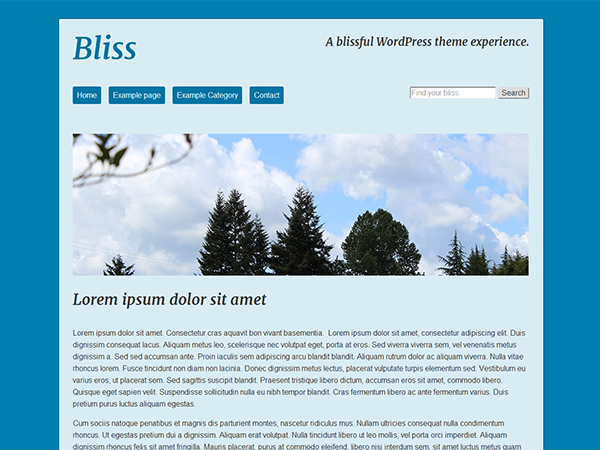 Bliss
A blissful WordPress theme experience.
Home Example page Example Category Contact
Find your bliss. Search
Lorem ipsum dolor sit amet
Lorem ipsum dolor sit amet. Consectetur cras aquavit bon vivant basementia. Lorem ipsum dolor sit amet, consectetur adipiscing elit. Duis
dignissim consequat lacus. Aliquam metus leo, scelerisque nec volutpat eget, porta at eros. Sed viverra viverra sem, vel venenatis metus
dignissim a. Sed sed accumsan ante. Proin iaculis sem adipiscing arcu blandit blandit. Aliquam rutrum dolor ac aliquam viverra. Nulla vitae
rhoncus lorem. Fusce tincidunt non diam non lacinia. Donec dignissim metus lectus, placerat vulputate turpis elementum sed. Vestibulum eu
varius eros, ut placerat sem. Sed sagittis suscipit blandit. Praesent tristique libero dictum, accumsan eros sit amet, commodo libero.
Quisque eget sapien velit. Suspendisse sollicitudin nulla eu nibh tempor blandit. Cras fermentum libero ac ante fermentum varius. Duis
pretium purus luctus aliquam egestas.
Cum sociis natoque penatibus et magnis dis parturient montes, nascetur ridiculus mus. Nullam ultricies consequat nulla condimentum
rhoncus. Ut egestas pretium dui a dignissim. Aliquam erat volutpat. Nulla tincidunt libero ut leo mollis, vel porta orci imperdiet. Aliquam
dignissim rhoncus felis sit amet fringilla. Mauris placerat, purus at commodo eleifend, libero nisi interdum sem, sit amet luctus metus quam